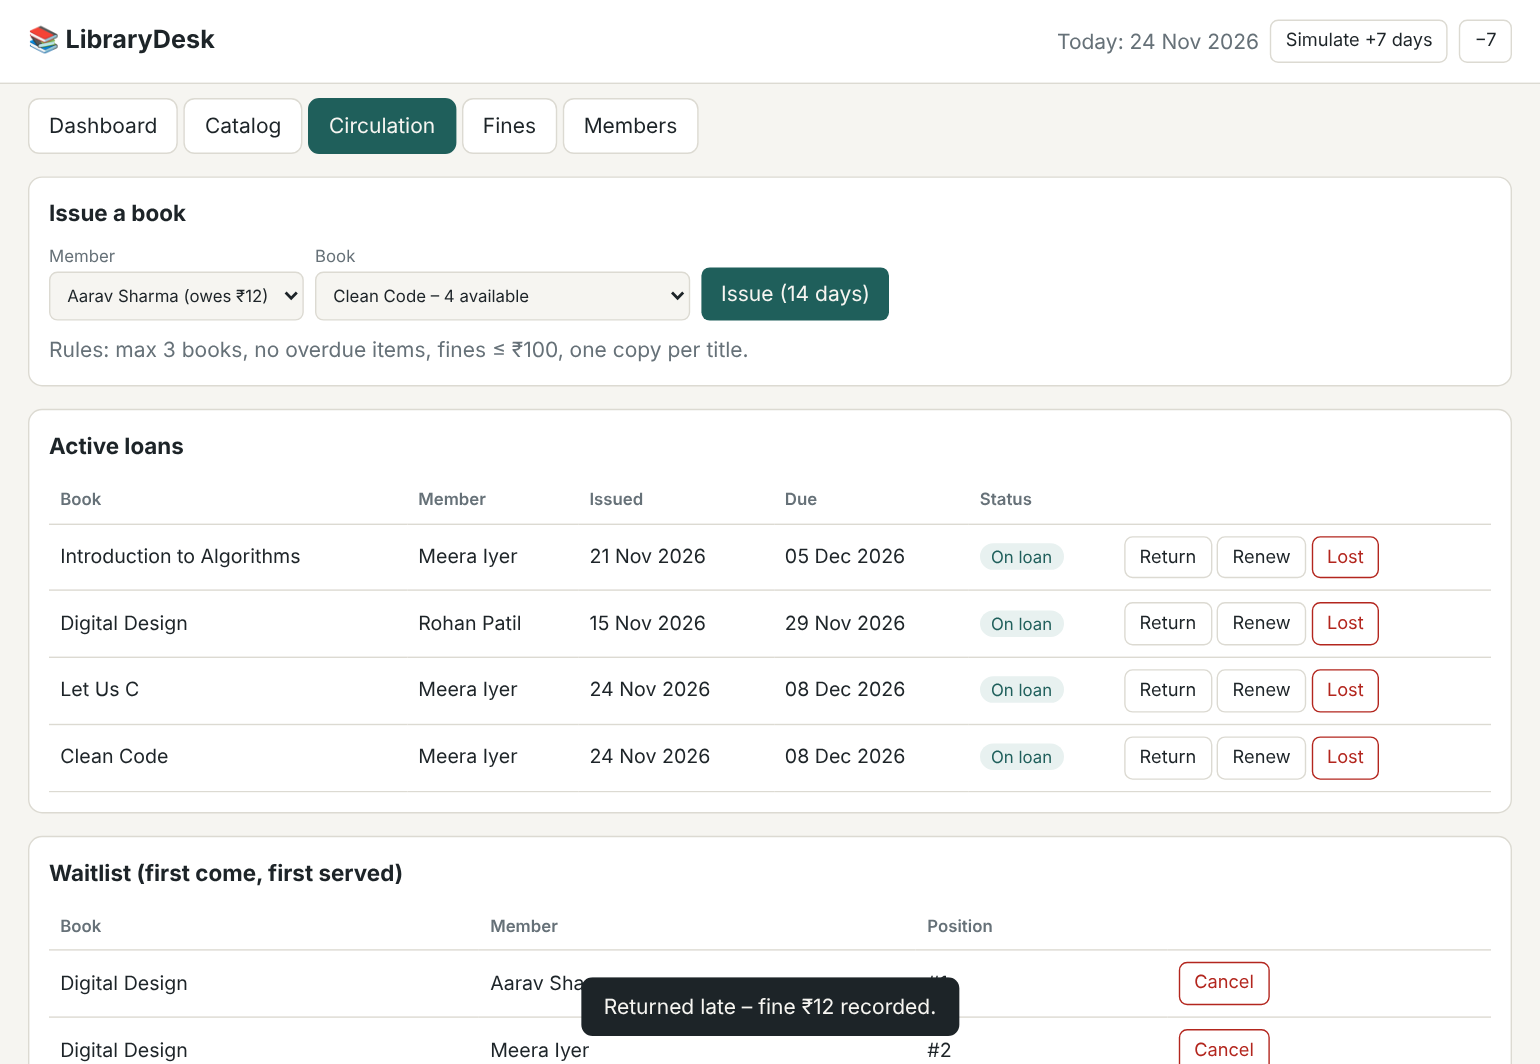 LibraryDesk
Today: 24 Nov 2026 Simulate +7 days −7
Dashboard Catalog Circulation Fines Members
Issue a book
Member Book
Aarav Sharma (owes ₹12) Clean Code – 4 available Issue (14 days)
Rules: max 3 books, no overdue items, fines ≤ ₹100, one copy per title.
Active loans
Book Member Issued Due Status
Introduction to Algorithms Meera Iyer 21 Nov 2026 05 Dec 2026 On loan Return Renew Lost
Digital Design Rohan Patil 15 Nov 2026 29 Nov 2026 On loan Return Renew Lost
Let Us C Meera Iyer 24 Nov 2026 08 Dec 2026 On loan Return Renew Lost
Clean Code Meera Iyer 24 Nov 2026 08 Dec 2026 On loan Return Renew Lost
Waitlist (first come, first served)
Book Member Position
Digital Design Aarav Cancel
Returned late – fine ₹12 recorded.
Digital Design Meera Iyer #2 Cancel